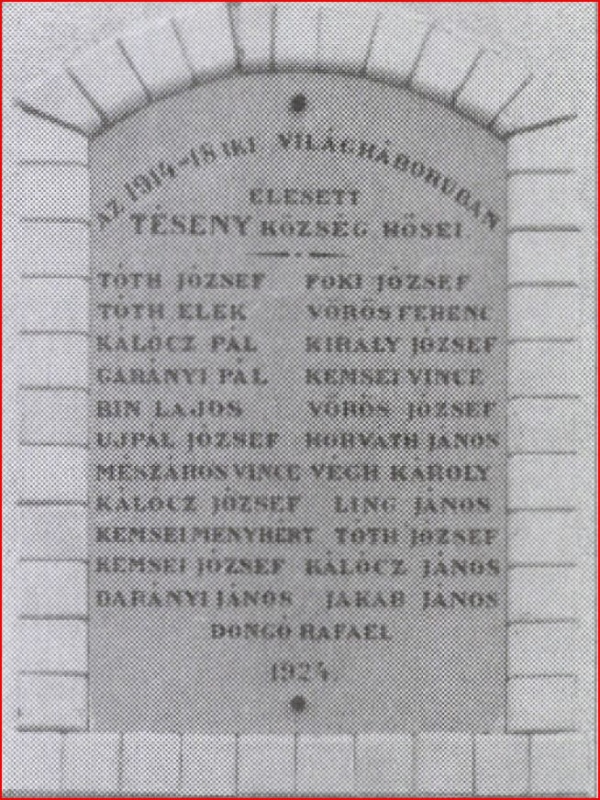 AZ 1914-18 IKI VILÁGHÁBORUBAN
ELESETT
TÉSENY KÖZSÉG HŐSEI.
TÓTH JÓZSEF FOKI JÓZSEF
TÓTH ELEK VÖRÖS FERENC
KÁLÓCZ PÁL KIRÁLY JÓZSEF
GARÁNYI PÁL KEMSEI VINCE
BIN LAJOS VÖRÖS JÓZSEF
UJPÁL JÓZSEF HORVÁTH JÁNOS
MÉSZÁROS VINCE VÉGH KÁROLY
KÁLÓCZ JÓZSEF LING JÁNOS
KEMSEI MENYHÉRT TÓTH JÓZSEF
KEMSEI JÓZSEF KÁLÓCZ JÁNOS
DARÁNYI JÁNOS JAKAB JÁNOS
DONGÓ RAFAEL
1924.